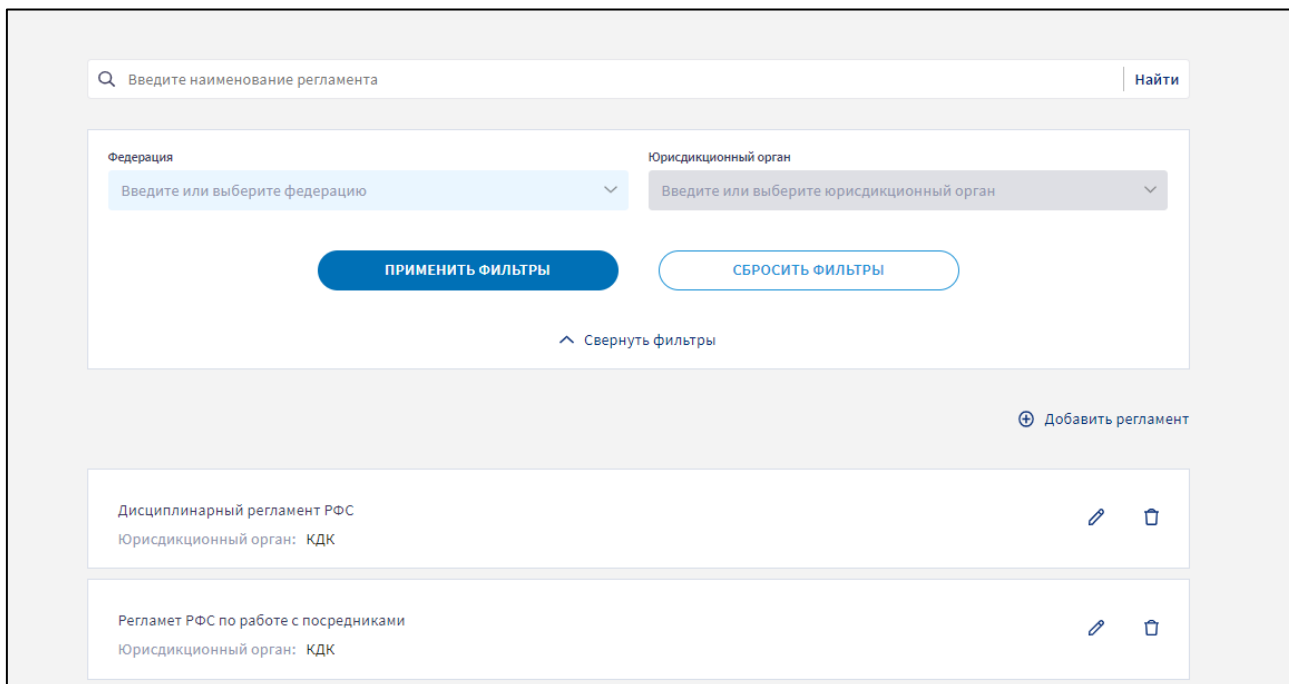 Введите наименование регламента
Найти
Федерация
Юрисдикционный орган
Введите или выберите федерацию
Введите или выберите юрисдикционный орган
ПРИМЕНИТЬ ФИЛЬТРЫ
СБРОСИТЬ ФИЛЬТРЫ
Свернуть фильтры
Добавить регламент
Дисциплинарный регламент РФС
Юрисдикционный орган: КДК
Регламет РФС по работе с посредниками
Юрисдикционный орган: КДК